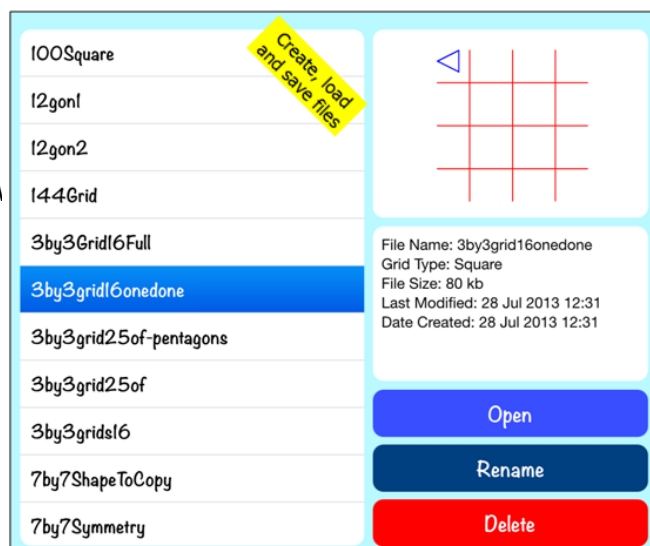 100Square
12gon1
12gon2
144Grid
3by3Grid16Full
3by3grid16onedone
3by3grid25of-pentagons
3by3grid25of
3by3grids16
7by7ShapeToCopy
7by7Symmetry
Create, load
and save files
File Name: 3by3grid16onedone
Grid Type: Square
File Size: 80 kb
Last Modified: 28 Jul 2013 12:31
Date Created: 28 Jul 2013 12:31
Open
Rename
Delete